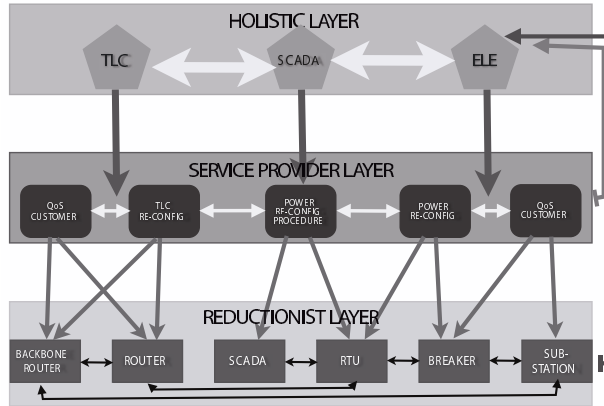 HOLISTIC LAYER
TLC
SCADA
ELE
SERVICE PROVIDER LAYER
QoS
CUSTOMER
TLC
RE-CONFIG
POWER
RE-CONFIG
PROCEDURE
POWER
RE-CONFIG
QoS
CUSTOMER
REDUCTIONIST LAYER
BACKBONE
ROUTER
ROUTER
SCADA
RTU
BREAKER
SUB-
STATION